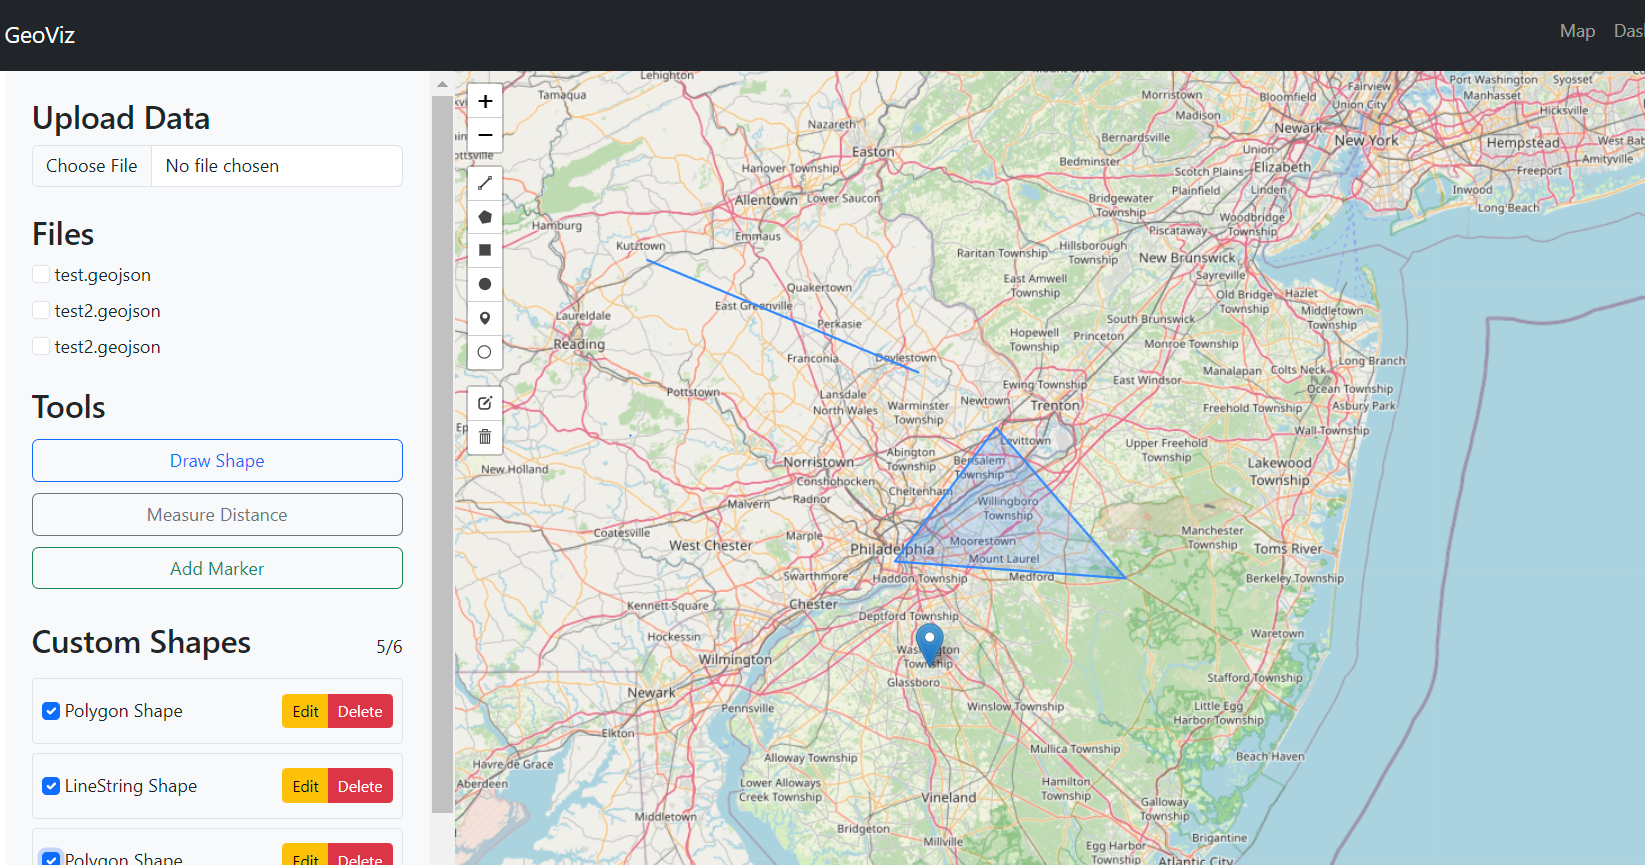 GeoViz
Map
Upload Data
Choose File
No file chosen
Files
test.geojson
test2.geojson
test2.geojson
Tools
Draw Shape
Measure Distance
Add Marker
Custom Shapes
5/6
Polygon Shape
Edit
Delete
LineString Shape
Edit
Delete
Polygon Shape
Edit
Delete
+
−
Lehighton
Tamaqua
Nazareth
Easton
Hanover Township
Allentown
Lower Saucon
Hamburg
Emmaus
Kutztown
Quakertown
East Greenville
Laureldale
Perkasie
Reading
Franconia
Doylestown
Pottstown
Lansdale
North Wales
Warminster
Township
Newtown
Ewing Township
Trenton
Levittown
New Holland
Norristown
Abington
Township
Bensalem
Township
Conshohocken
Cheltenham
Radnor
Malvern
Willingboro
Township
Coatesville
Marple
West Chester
Philadelphia
Moorestown
Mount Laurel
Swarthmore
Haddon Township
Medford
Kennett Square
Chester
Deptford Township
Hockessin
Wilmington
Washington
Township
Glassboro
Newark
Pennsville
Winslow Township
Elkton
Havre de Grace
Aberdeen
Alloway Township
Lower Alloways
Creek Township
Vineland
Middletown
Bridgeton
Millville
Mullica Township
Hamilton
Township
Galloway
Township
Egg Harbor
Township
Brigantine
Atlantic City
Beach Haven
Little Egg
Harbor Township
Stafford Township
Waretown
Berkeley Township
Toms River
Manchester
Township
Lakewood
Township
Upper Freehold
Township
Freehold Township
Wall Township
Asbury Park
Ocean Township
Long Branch
Colts Neck
Manalapan
East Windsor
Monroe Township
Princeton
Hopewell
Township
South Brunswick
Middletown
Township
Old Bridge
Township
Hazlet
Sayreville
New Brunswick
East Amwell
Township
Hillsborough
Township
Raritan Township
Piscataway
Woodbridge
Township
Bridgewater
Township
Plainfield
Linden
Scotch Plains
Elizabeth
Bedminster
Union
Newark
Bernardsville
Madison
Morristown
Bloomfield
Union City
Fairview
New York
Port Washington
Syosset
Manhasset
Hicksville
Hempstead
Amityville
Freeport
Inwood
Long Beach